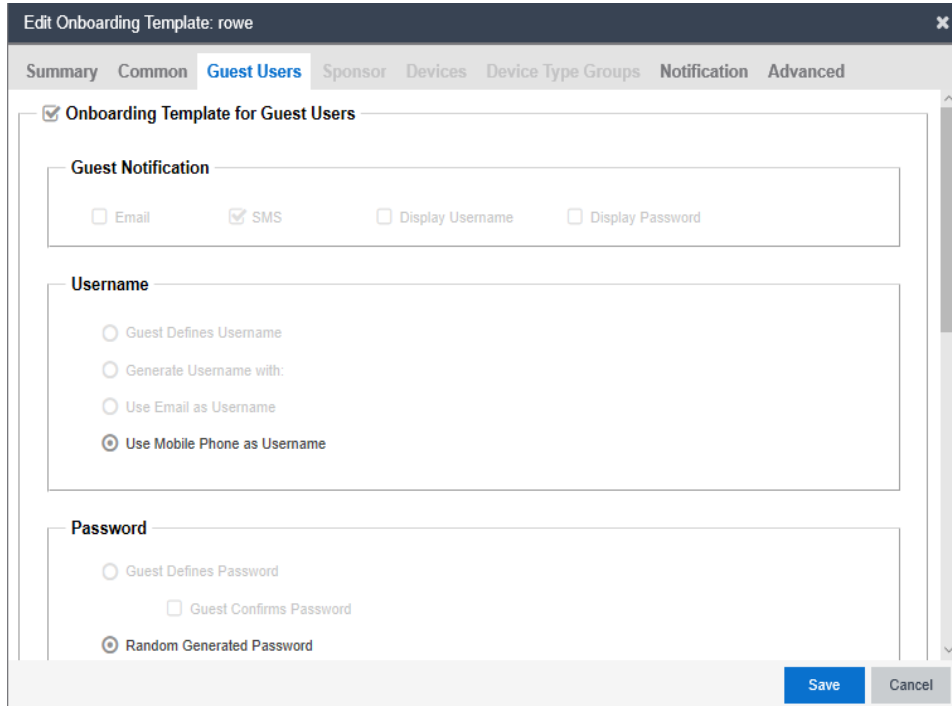 Edit Onboarding Template: rowe
Summary Common Guest Users Sponsor Devices Device Type Groups Notification Advanced
Onboarding Template for Guest Users
Guest Notification
Email SMS Display Username Display Password
Username
Guest Defines Username
Generate Username with:
Use Email as Username
Use Mobile Phone as Username
Password
Guest Defines Password
Guest Confirms Password
Random Generated Password
Save Cancel